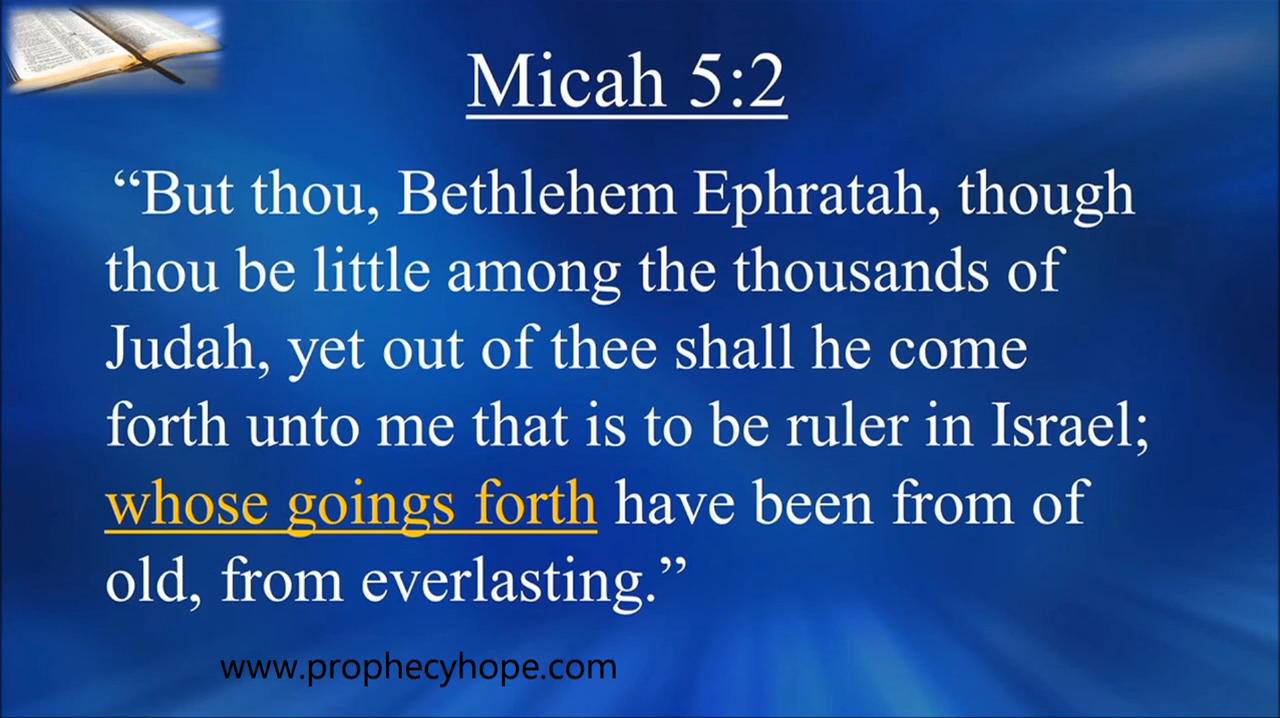 Micah 5:2
“But thou, Bethlehem Ephratah, though
thou be little among the thousands of
Judah, yet out of thee shall he come
forth unto me that is to be ruler in Israel;
whose goings forth have been from of
old, from everlasting.”
www.prophecyhope.com